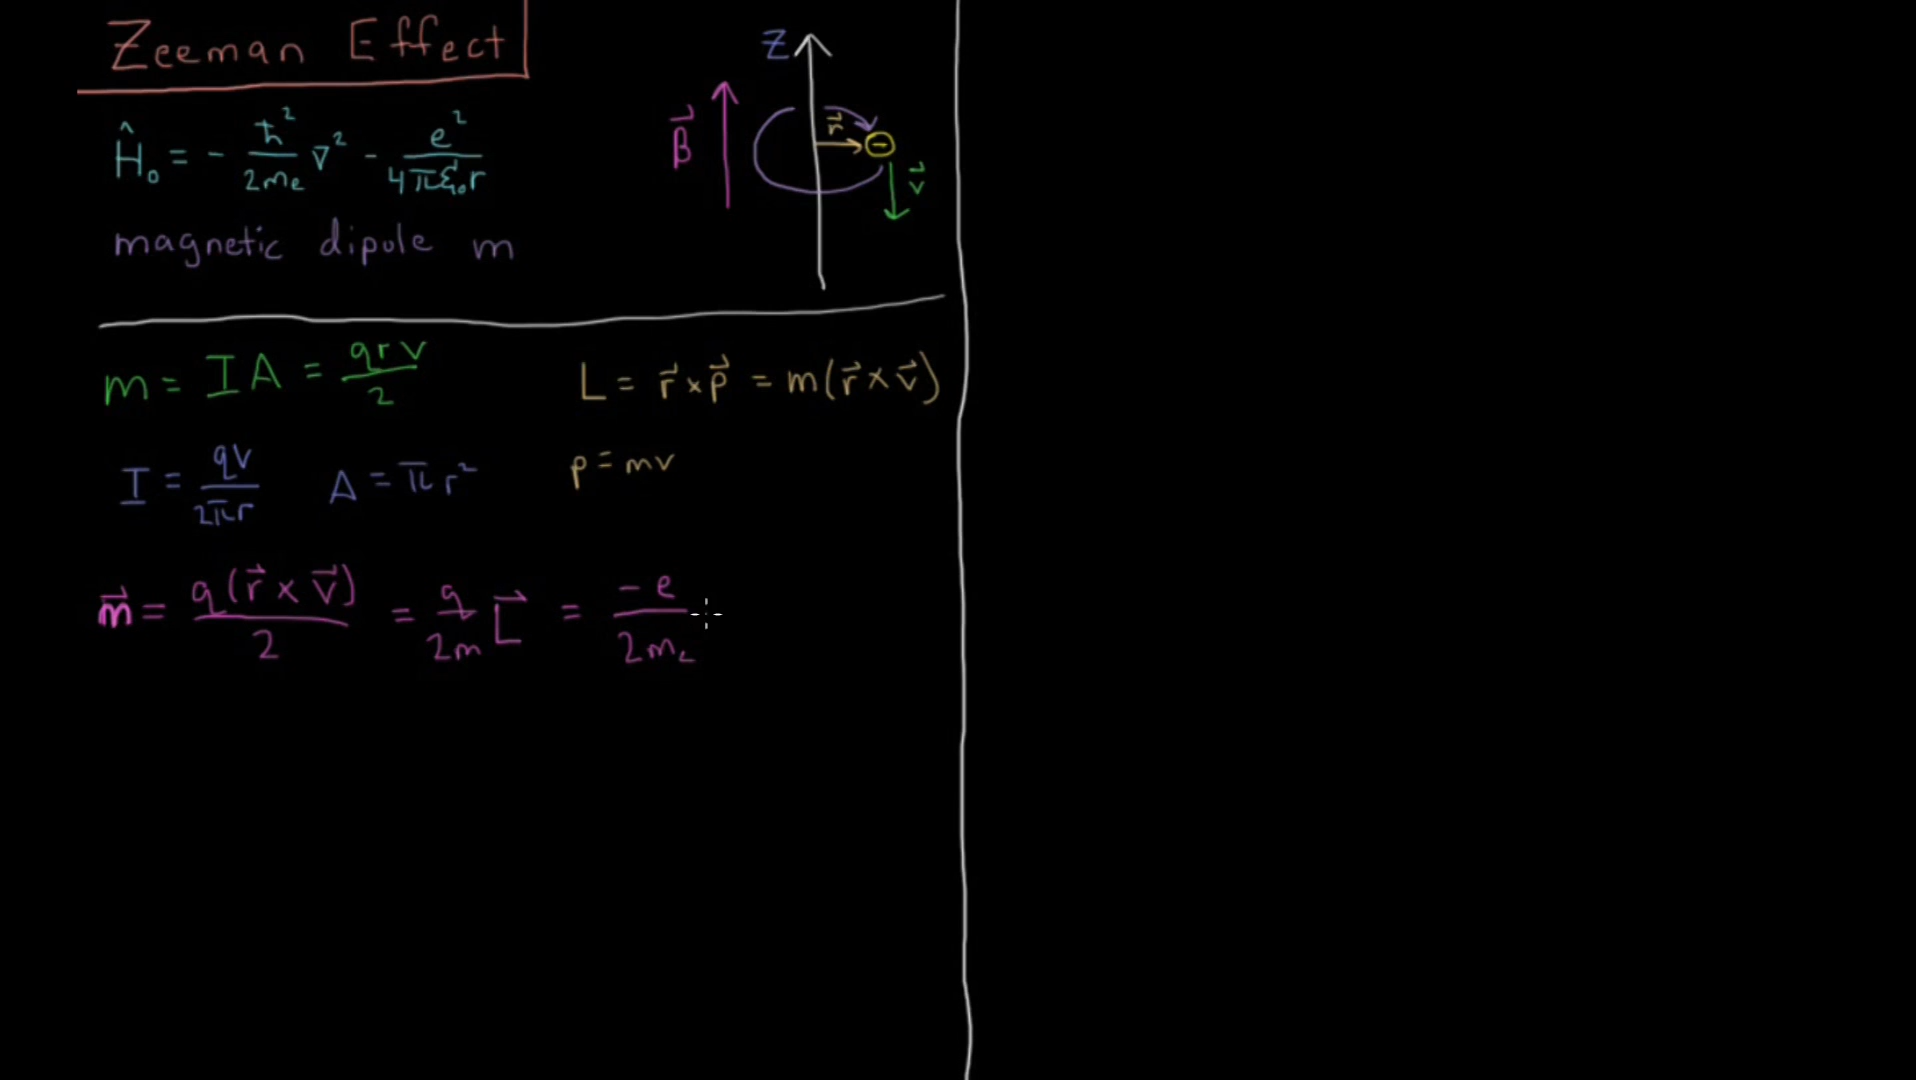 Zeeman Effect
Ĥ₀ = - ħ²/2mₑ ∇² - e²/4πε₀r
magnetic dipole m
Z
B⃗
r⃗
-
v⃗
m = IA = qrv/2
L = r⃗ × p⃗ = m(r⃗ × v⃗)
I = qv/2πr
A = πr²
p = mv
m⃗ = q(r⃗ × v⃗)/2 = q/2m L⃗ = -e/2mₑ